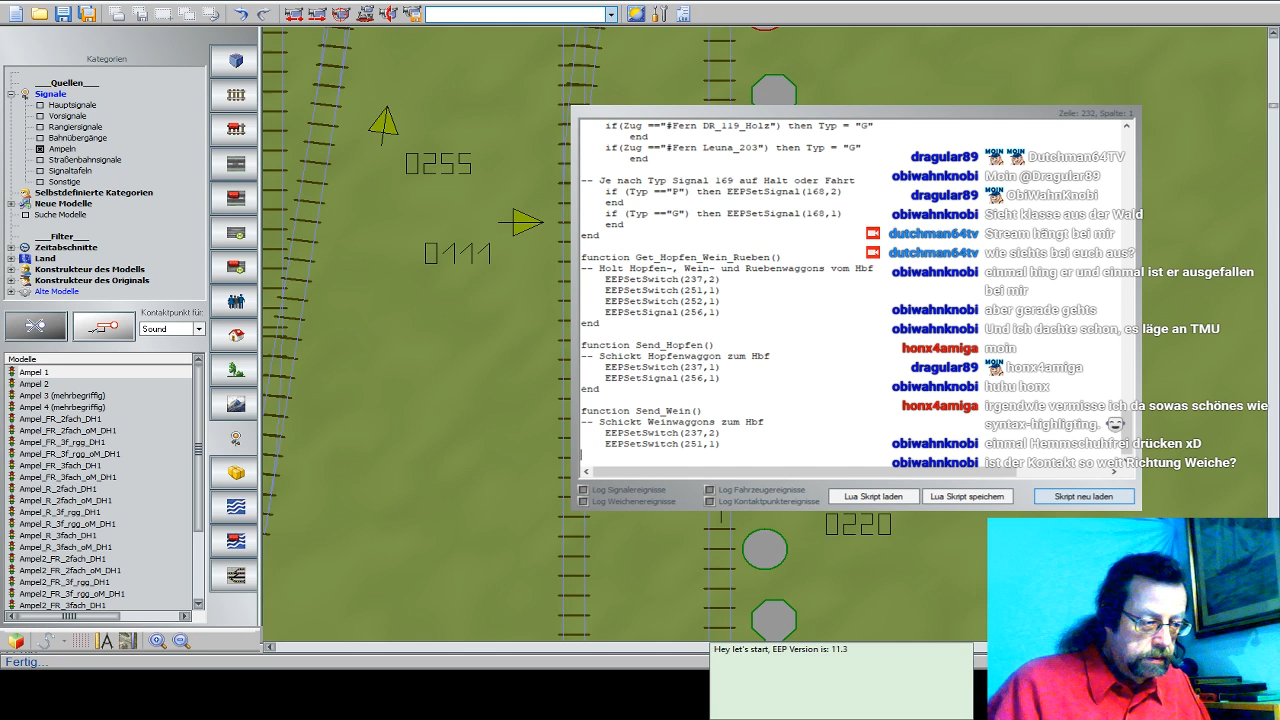 Kategorien
___Quellen___
Signale
Hauptsignale
Vorsignale
Rangiersignale
Bahnübergänge
Ampeln
Straßenbahnsignale
Signaltafeln
Sonstige
Selbstdefinierte Kategorien
Neue Modelle
Suche Modelle
___Filter___
Zeitabschnitte
Land
Konstrukteur des Modells
Konstrukteur des Originals
Alte Modelle
Kontaktpunkt für:
Sound
Modelle
Ampel 1
Ampel 2
Ampel 3 (mehrbegriffig)
Ampel 4 (mehrbegriffig)
Ampel_FR_2fach_DH1
Ampel_FR_2fach_oM_DH1
Ampel_FR_3f_rgg_DH1
Ampel_FR_3f_rgg_oM_DH1
Ampel_FR_3fach_DH1
Ampel_FR_3fach_oM_DH1
Ampel_R_2fach_DH1
Ampel_R_2fach_oM_DH1
Ampel_R_3f_rgg_DH1
Ampel_R_3f_rgg_oM_DH1
Ampel_R_3fach_DH1
Ampel_R_3fach_oM_DH1
Ampel2_FR_2fach_DH1
Ampel2_FR_2fach_oM_DH1
Ampel2_FR_3f_rgg_DH1
Ampel2_FR_3f_rgg_oM_DH1
Ampel2_FR_3fach_DH1
Fertig...
0255
0111
0220
Zeile: 232, Spalte: 1
if(Zug =="#Fern DR_119_Holz") then Typ = "G"
end
if(Zug =="#Fern Leuna_203") then Typ = "G"
end
-- Je nach Typ Signal 169 auf Halt oder Fahrt
if (Typ =="P") then EEPSetSignal(168,2)
end
if (Typ =="G") then EEPSetSignal(168,1)
end
end
function Get_Hopfen_Wein_Rueben()
-- Holt Hopfen-, Wein- und Ruebenwaggons vom Hbf
EEPSetSwitch(237,2)
EEPSetSwitch(251,1)
EEPSetSwitch(252,1)
EEPSetSignal(256,1)
end
function Send_Hopfen()
-- Schickt Hopfenwaggon zum Hbf
EEPSetSwitch(237,1)
EEPSetSignal(256,1)
end
function Send_Wein()
-- Schickt Weinwaggons zum Hbf
EEPSetSwitch(237,2)
EEPSetSwitch(251,1)
Log Signalereignisse
Log Weichenereignisse
Log Fahrzeugereignisse
Log Kontaktpunktereignisse
Lua Skript laden
Lua Skript speichern
Skript neu laden
dragular89 MOIN MOIN Dutchman64TV
obiwahnknobi Moin @Dragular89
dragular89 MOIN ObiWahnKnobi
obiwahnknobi Sieht klasse aus der Wald
dutchman64tv Stream hängt bei mir
dutchman64tv wie siehts bei euch aus?
obiwahnknobi einmal hing er und einmal ist er ausgefallen
bei mir
obiwahnknobi aber gerade gehts
obiwahnknobi Und ich dachte schon, es läge an TMU
honx4amiga moin
dragular89 MOIN honx4amiga
obiwahnknobi huhu honx
honx4amiga irgendwie vermisse ich da sowas schönes wie
syntax-highligting.
obiwahnknobi einmal Hemmschuhfrei drücken xD
obiwahnknobi ist der Kontakt so weit Richtung Weiche?
Hey let's start, EEP Version is: 11.3